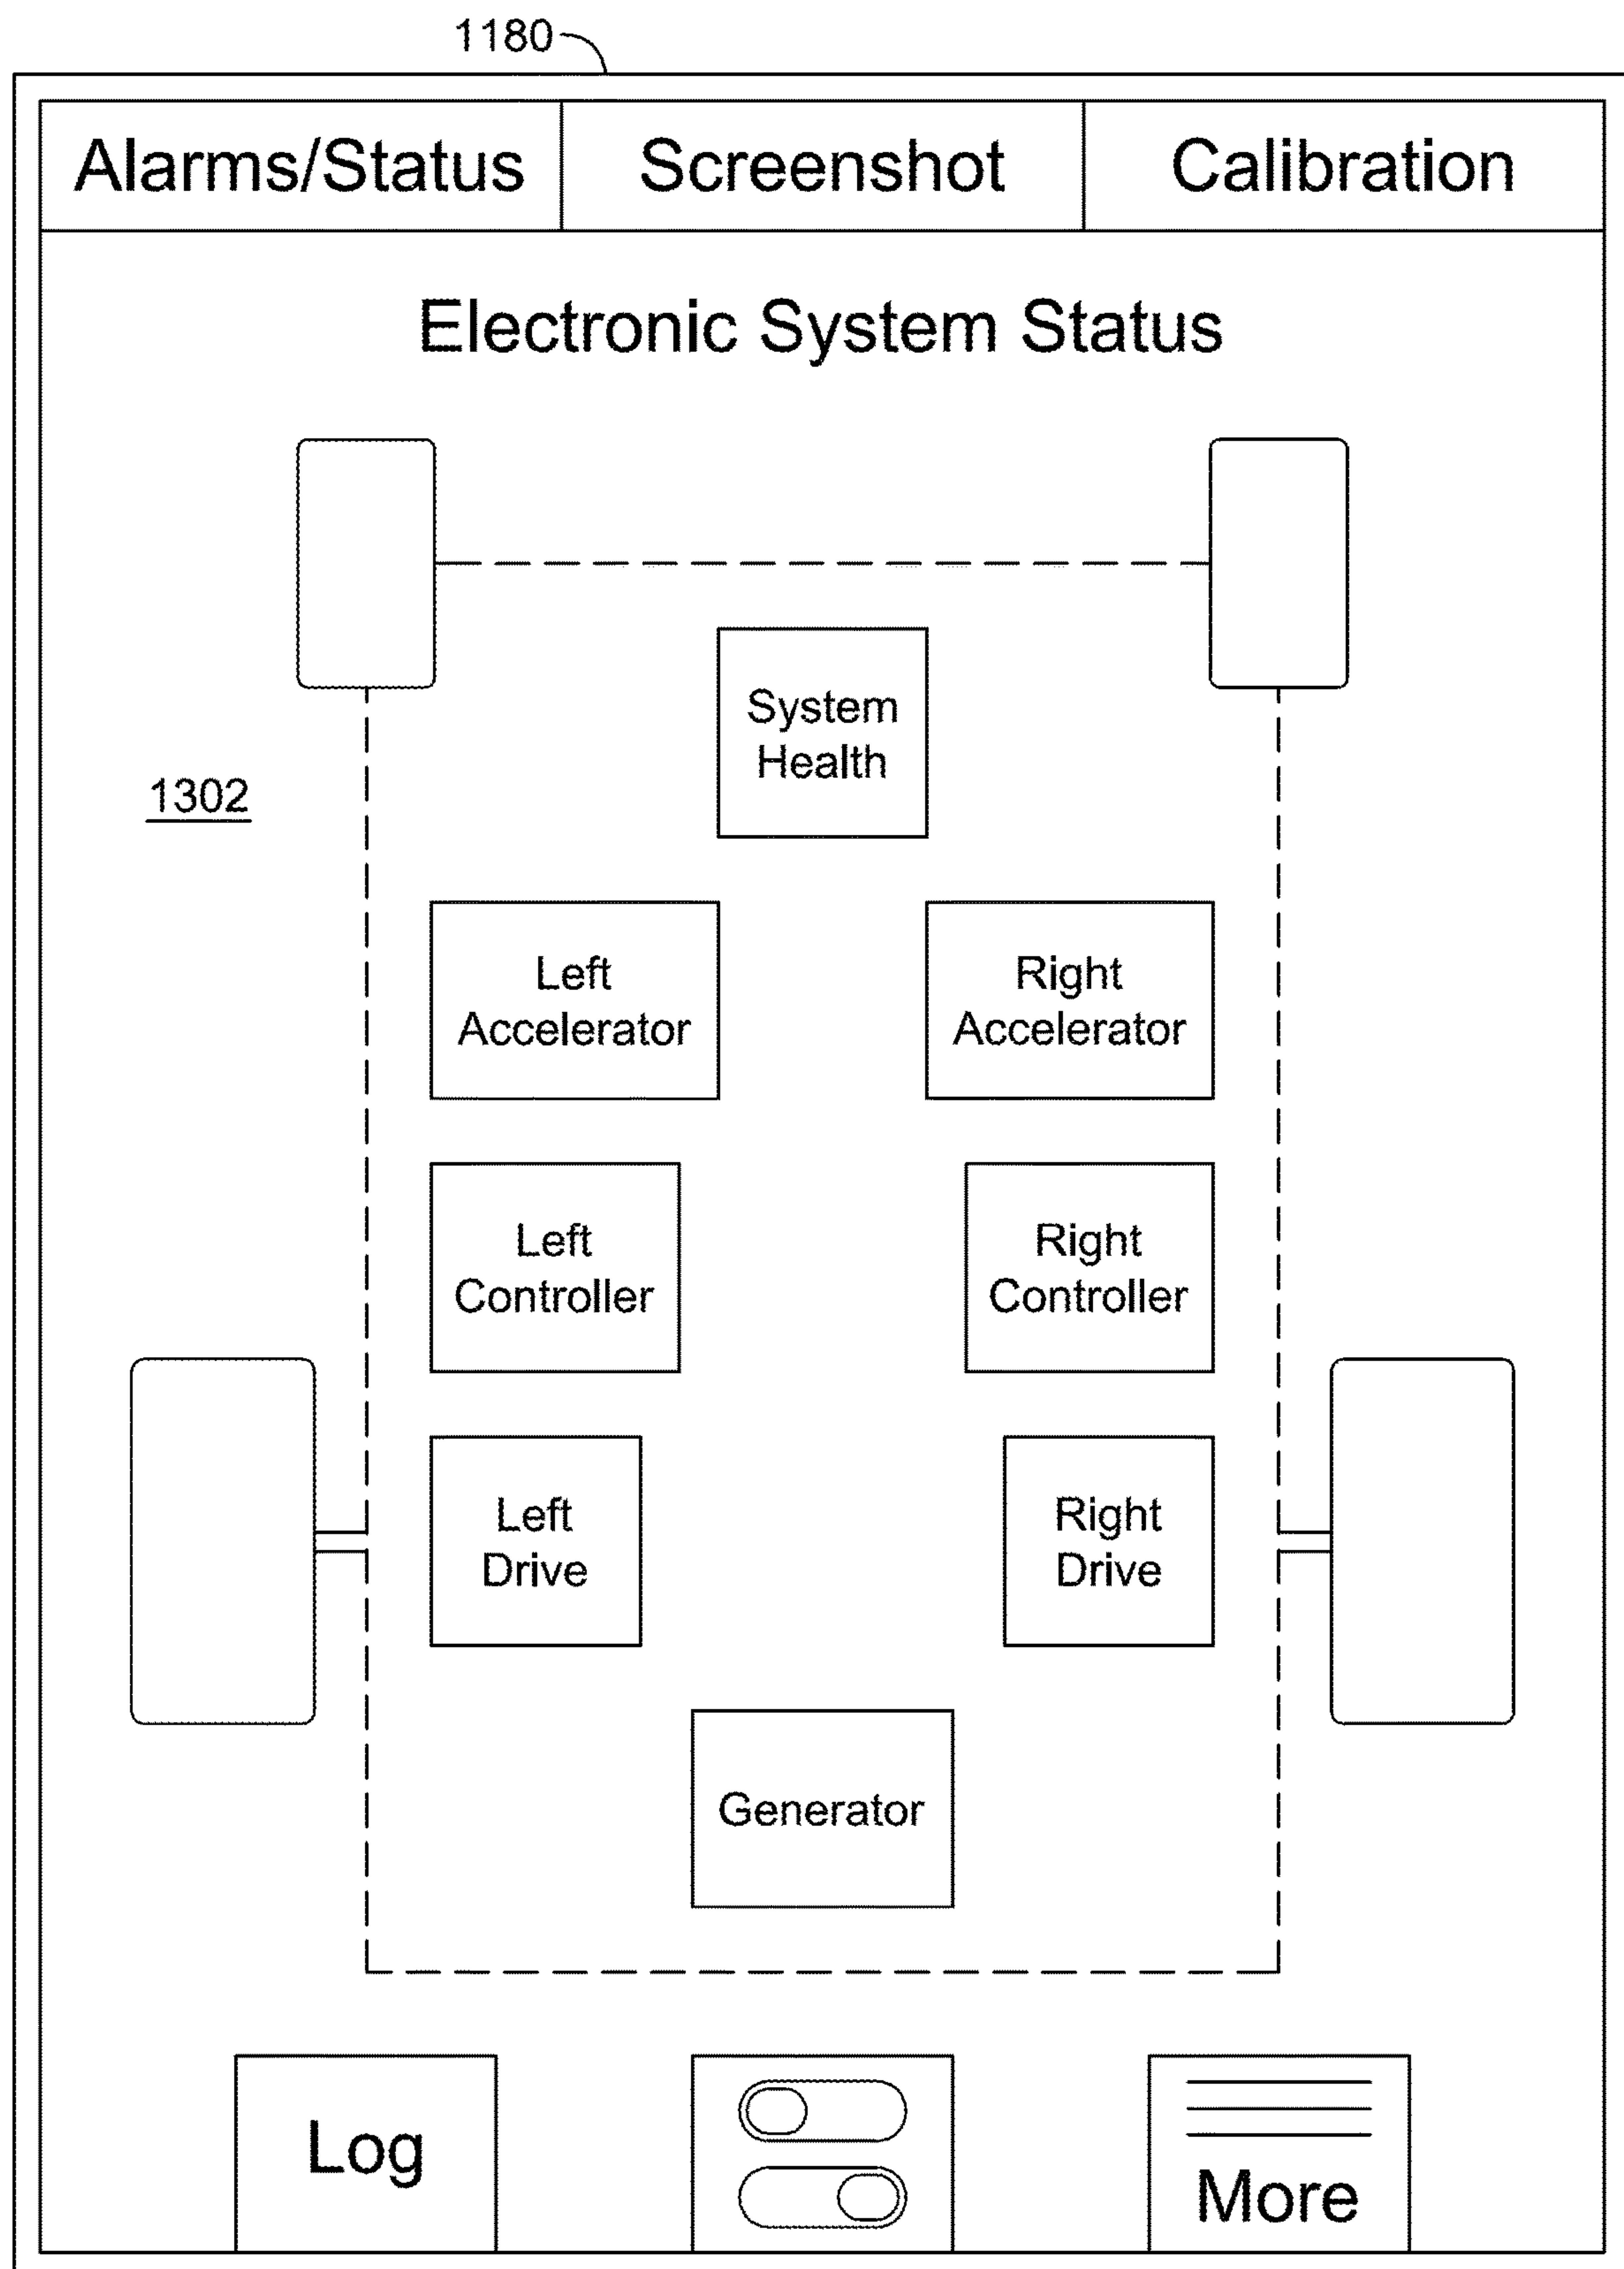 1180
Alarms/Status
Screenshot
Calibration
Electronic System Status
System
Health
1302
Left
Accelerator
Right
Accelerator
Left
Controller
Right
Controller
Left
Drive
Right
Drive
Generator
Log
More